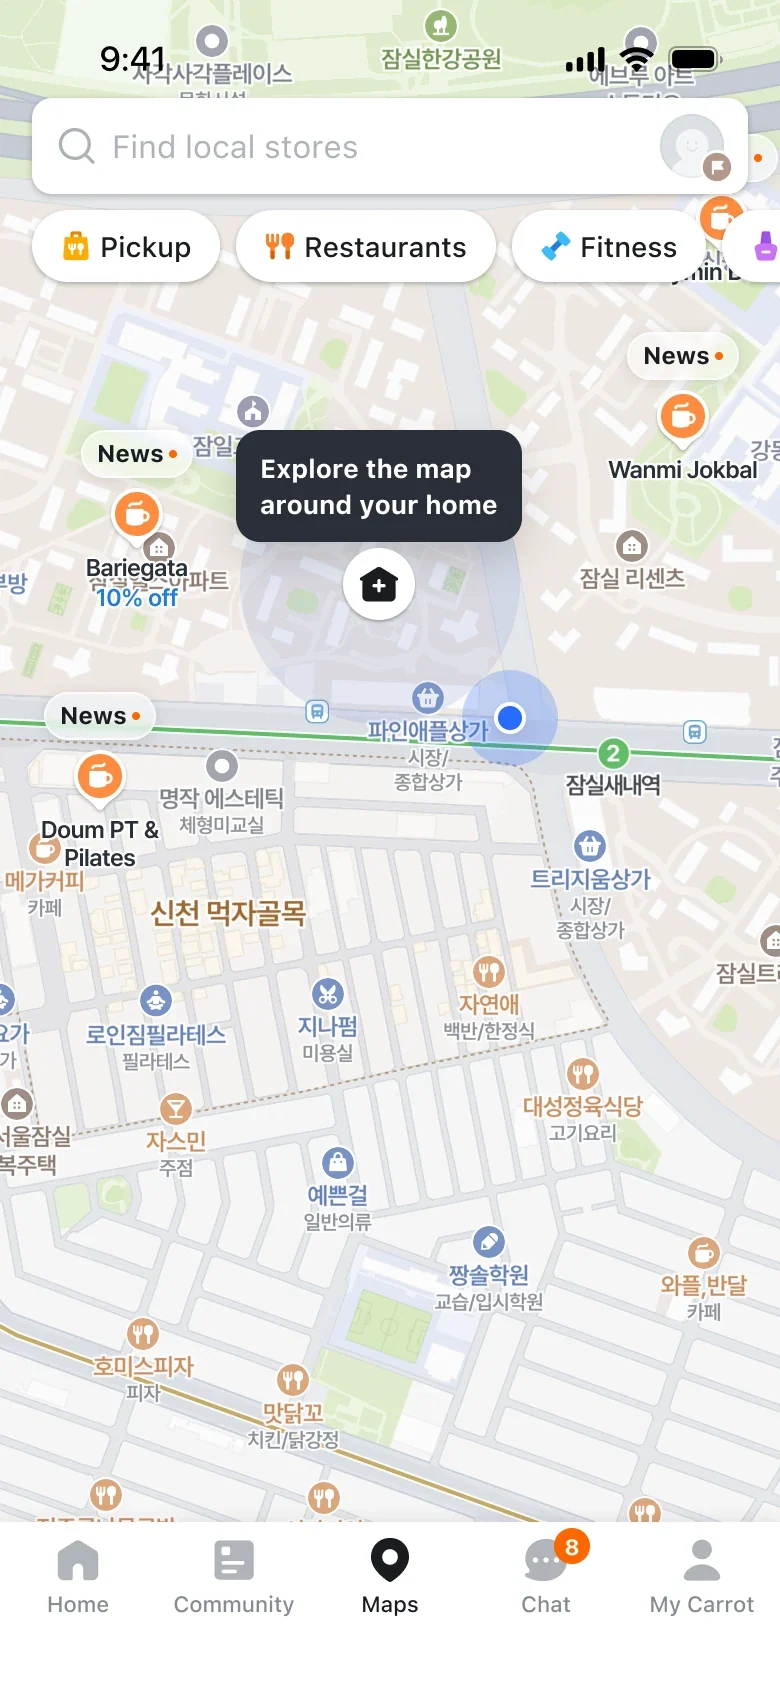 9:41
사각사각플레이스
잠실한강공원
Find local stores
Pickup
Restaurants
Fitness
News
Wanmi Jokbal
News
Explore the map
around your home
Bariegata
10% off
잠실 리센츠
News
파인애플상가
시장/
종합상가
2
잠실새내역
명작 에스테틱
체형미교실
Doum PT &
Pilates
메가커피
카페
트리지움상가
시장/
종합상가
신천 먹자골목
자연애
백반/한정식
로인짐필라테스
필라테스
지나펌
미용실
대성정육식당
고기요리
자스민
주점
예쁜걸
일반의류
짱솔학원
교습/입시학원
와플,반달
카페
호미스피자
피자
맛닭꼬
치킨/닭강정
8
Home
Community
Maps
Chat
My Carrot